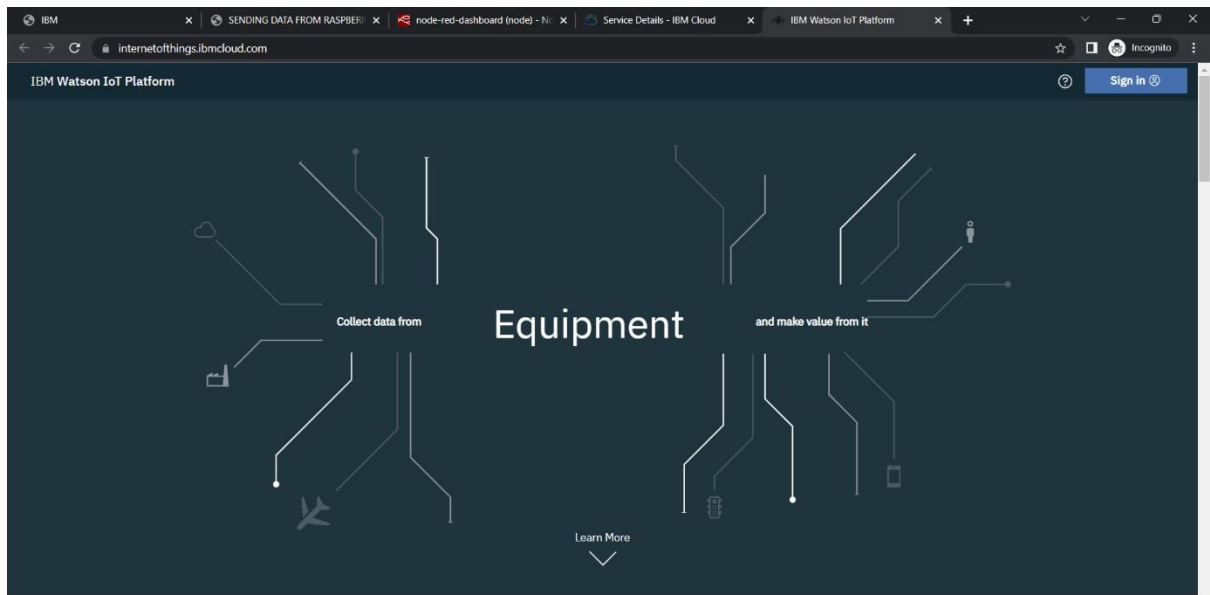 IBM
SENDING DATA FROM RASPBER
node-red-dashboard (node) - No
Service Details - IBM Cloud
IBM Watson IoT Platform
internetofthings.ibmcloud.com
Incognito
IBM Watson IoT Platform
Sign in
Collect data from
Equipment
and make value from it
Learn More